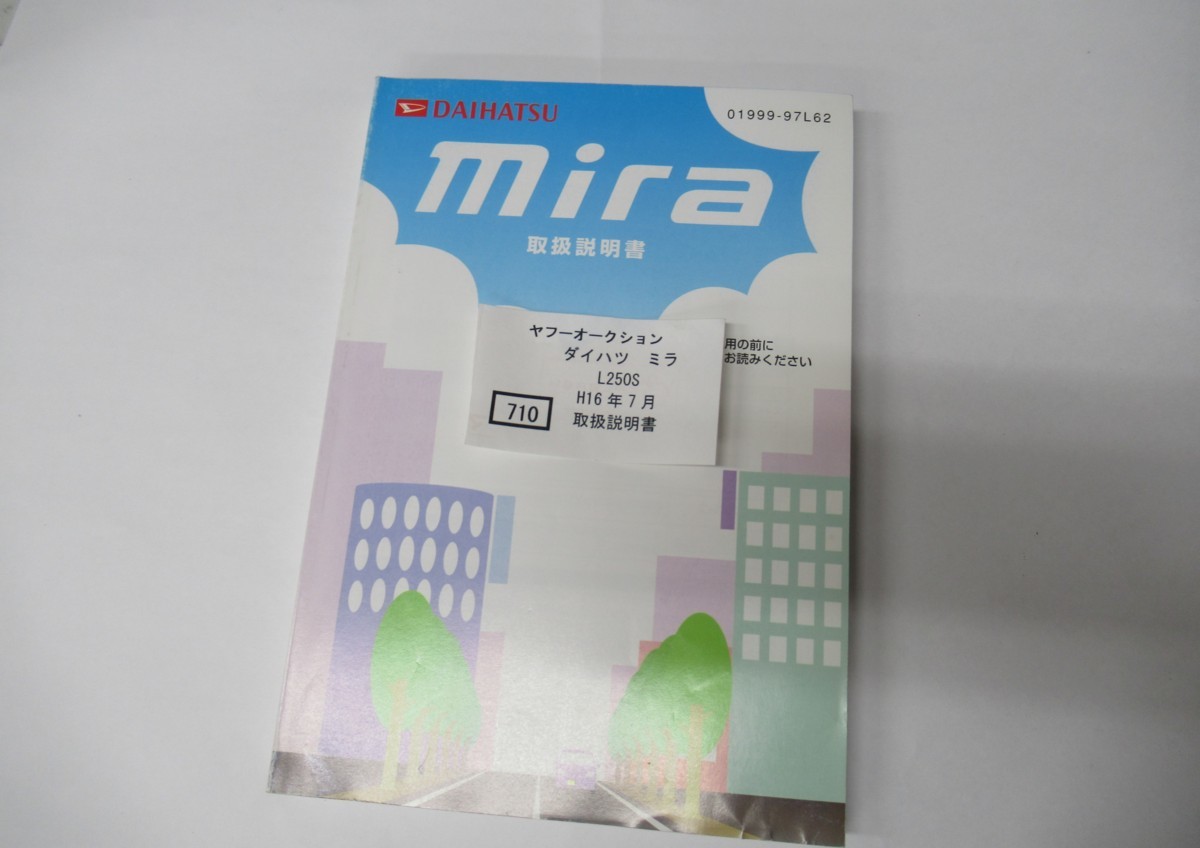 DAIHATSU
01999-97L62
mira
取扱説明書
用の前に
お読みください
ヤフーオークション
ダイハツ ミラ
L250S
H16年7月
710
取扱説明書